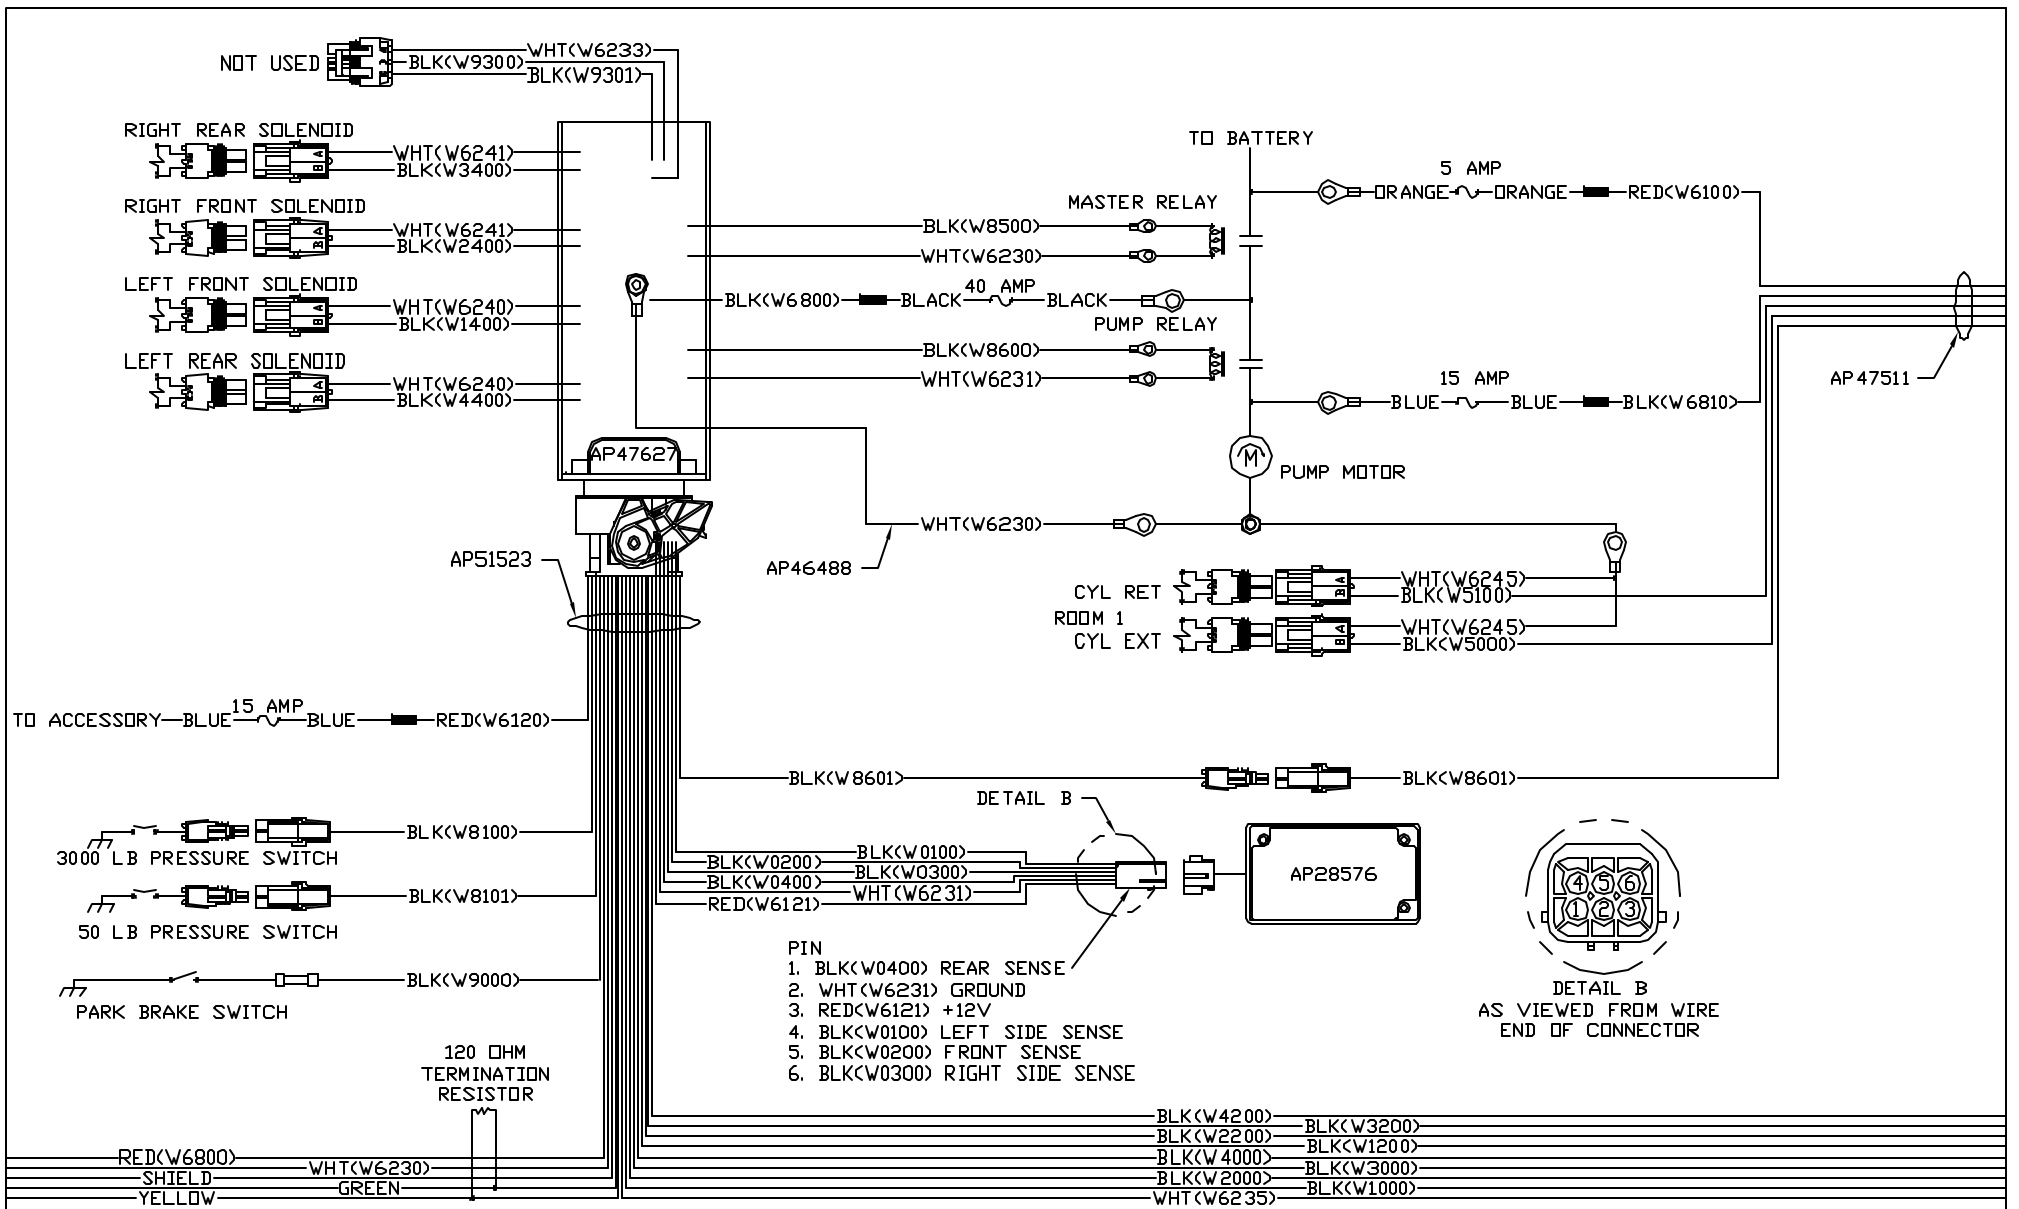 NOT USED
WHT(W6233)
BLK(W9300)
BLK(W9301)
RIGHT REAR SOLENOID
A
B
WHT(W6241)
BLK(W3400)
RIGHT FRONT SOLENOID
A
B
WHT(W6241)
BLK(W2400)
LEFT FRONT SOLENOID
A
B
WHT(W6240)
BLK(W1400)
LEFT REAR SOLENOID
A
B
WHT(W6240)
BLK(W4400)
AP47627
TO BATTERY
5 AMP
ORANGE ORANGE RED(W6100)
MASTER RELAY
BLK(W8500)
WHT(W6230)
40 AMP
BLK(W6800) BLACK BLACK
PUMP RELAY
BLK(W8600)
WHT(W6231)
15 AMP
BLUE BLUE BLK(W6810)
AP47511
M
PUMP MOTOR
WHT(W6230)
AP46488
AP51523
CYL RET
A
B
WHT(W6245)
BLK(W5100)
ROOM 1
CYL EXT
A
B
WHT(W6245)
BLK(W5000)
15 AMP
TO ACCESSORY BLUE BLUE RED(W6120)
BLK(W8601) BLK(W8601)
DETAIL B
BLK(W8100)
3000 LB PRESSURE SWITCH
BLK(W8101)
50 LB PRESSURE SWITCH
BLK(W0100)
BLK(W0200)
BLK(W0300)
BLK(W0400)
WHT(W6231)
RED(W6121)
AP28576
4 5 6
1 2 3
DETAIL B
AS VIEWED FROM WIRE
END OF CONNECTOR
BLK(W9000)
PARK BRAKE SWITCH
PIN
1. BLK(W0400) REAR SENSE
2. WHT(W6231) GROUND
3. RED(W6121) +12V
4. BLK(W0100) LEFT SIDE SENSE
5. BLK(W0200) FRONT SENSE
6. BLK(W0300) RIGHT SIDE SENSE
120 OHM
TERMINATION
RESISTOR
RED(W6800)
WHT(W6230)
SHIELD
GREEN
YELLOW
BLK(W4200)
BLK(W3200)
BLK(W2200)
BLK(W1200)
BLK(W4000)
BLK(W3000)
BLK(W2000)
BLK(W1000)
WHT(W6235)